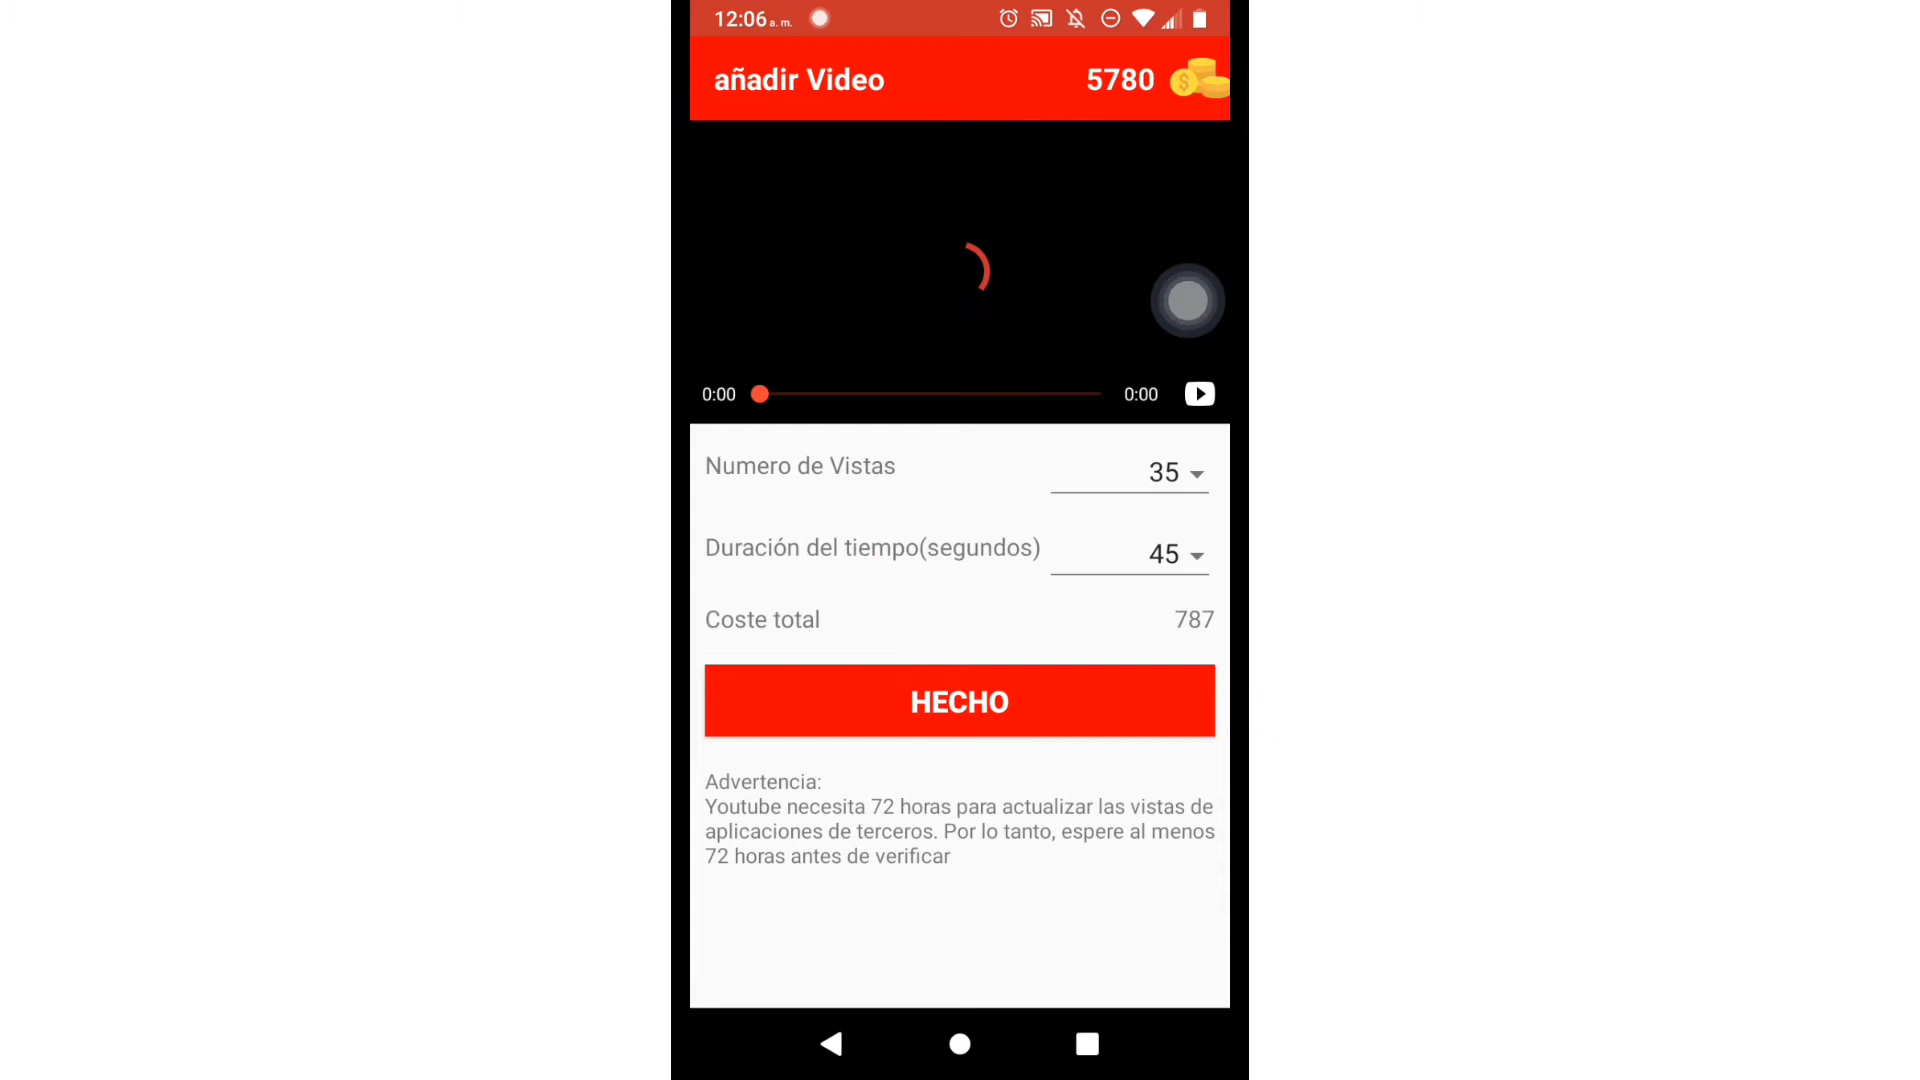 12:06 a. m.
añadir Video
5780
0:00
0:00
Numero de Vistas
35
Duración del tiempo(segundos)
45
Coste total
787
HECHO
Advertencia:
Youtube necesita 72 horas para actualizar las vistas de
aplicaciones de terceros. Por lo tanto, espere al menos
72 horas antes de verificar